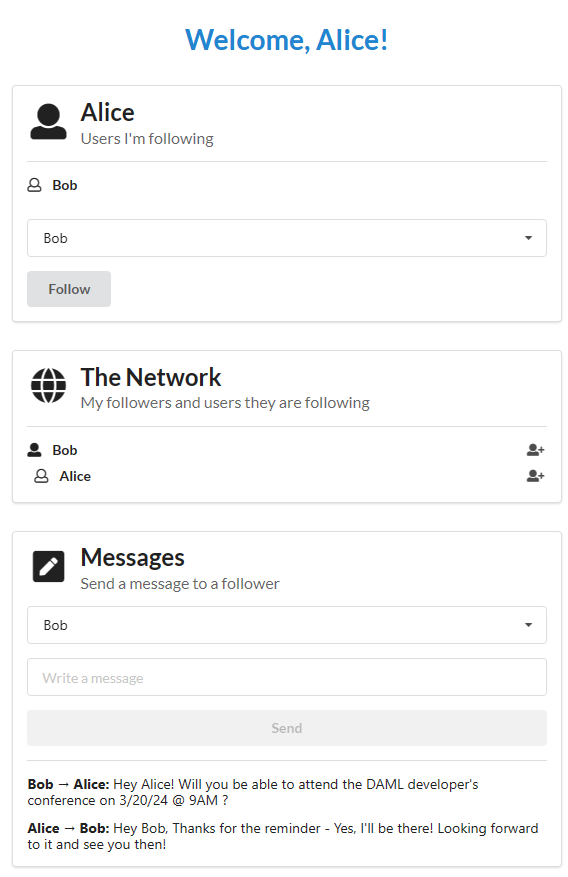 Welcome, Alice!
Alice
Users I'm following
Bob
Bob
Follow
The Network
My followers and users they are following
Bob
Alice
Messages
Send a message to a follower
Bob
Write a message
Send
Bob → Alice: Hey Alice! Will you be able to attend the DAML developer's
conference on 3/20/24 @ 9AM ?
Alice → Bob: Hey Bob, Thanks for the reminder - Yes, I'll be there! Looking forward
to it and see you then!